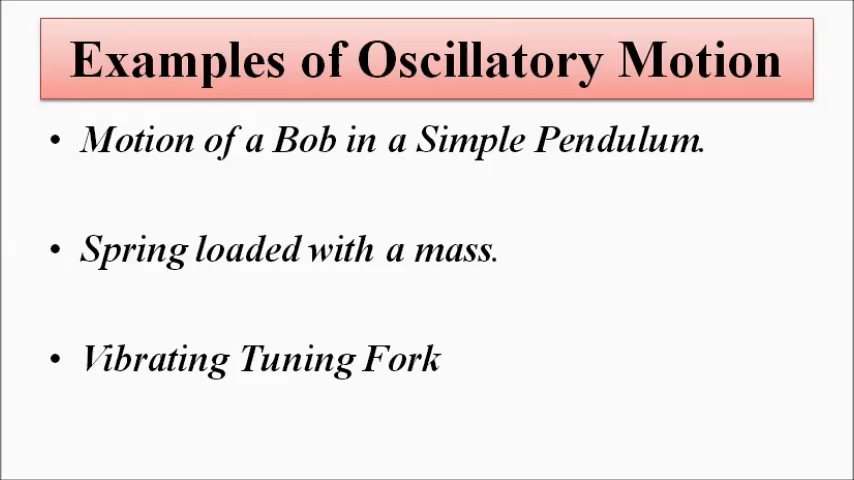 Examples of Oscillatory Motion
• Motion of a Bob in a Simple Pendulum.
• Spring loaded with a mass.
• Vibrating Tuning Fork